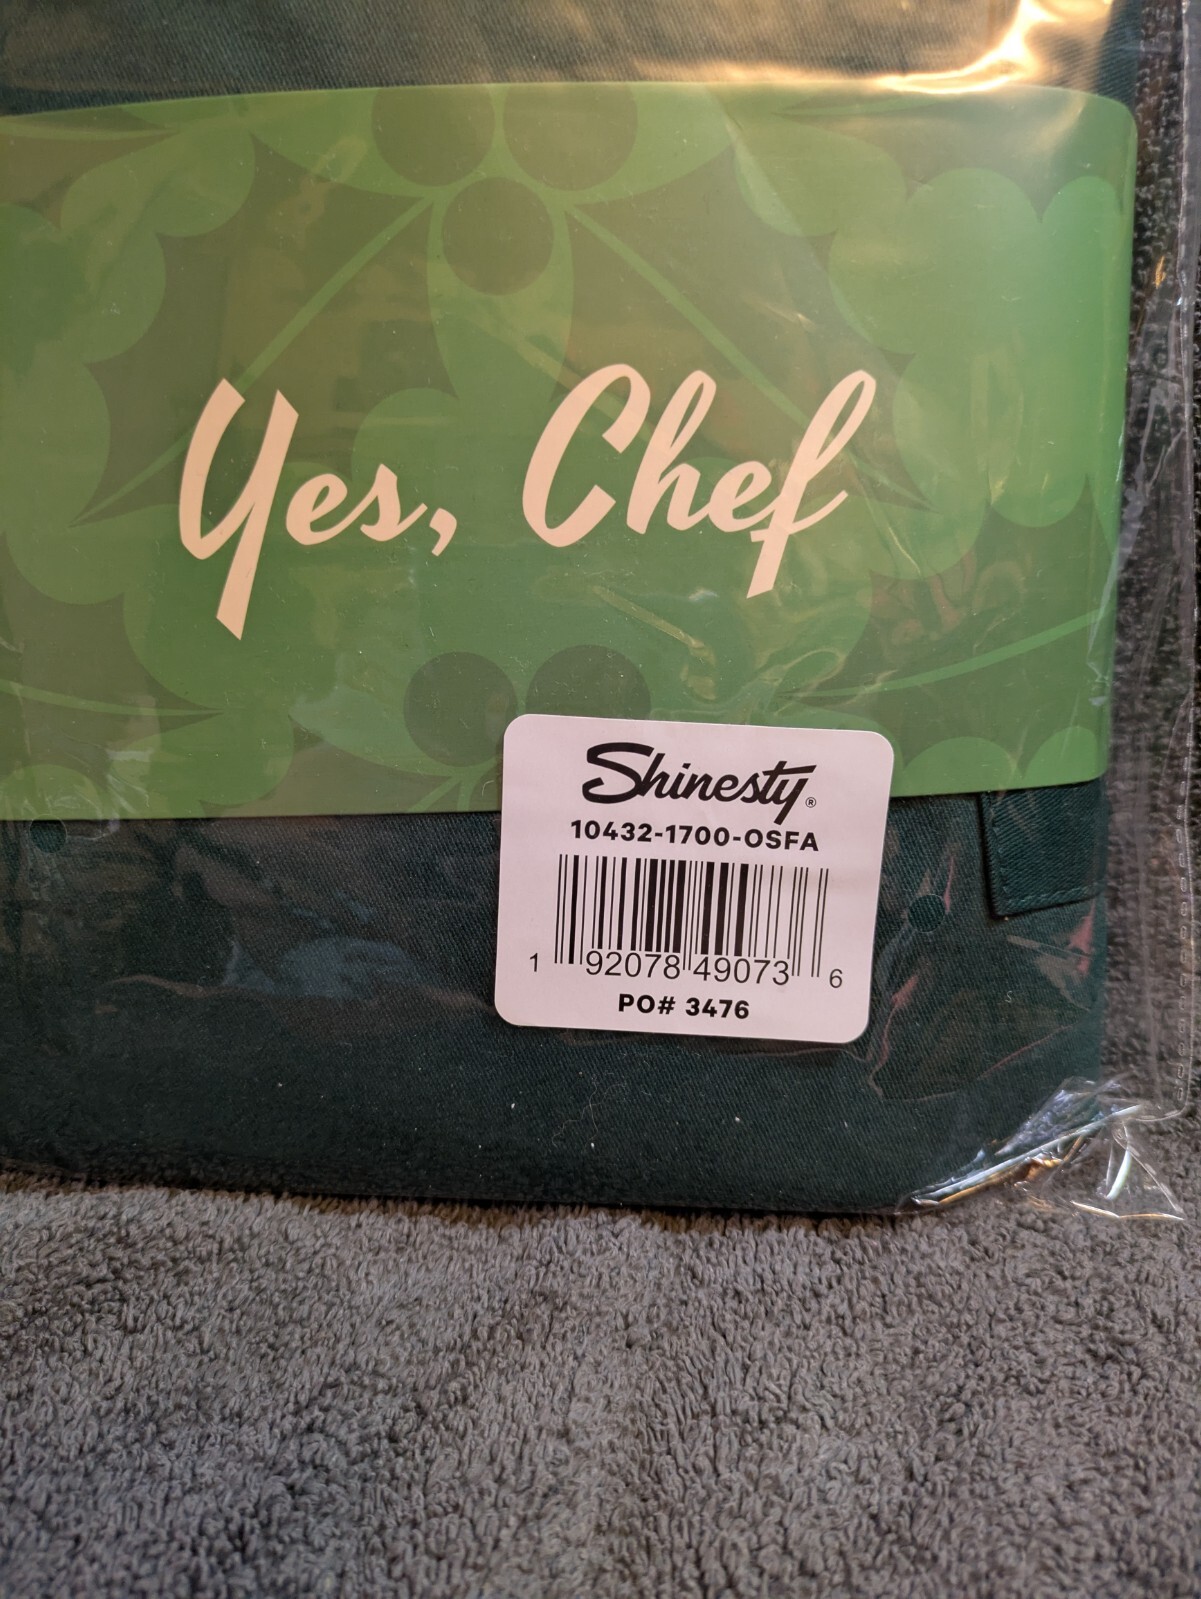 Yes, Chef
Shinesty®
10432-1700-OSFA
1 92078 49073 6
PO# 3476